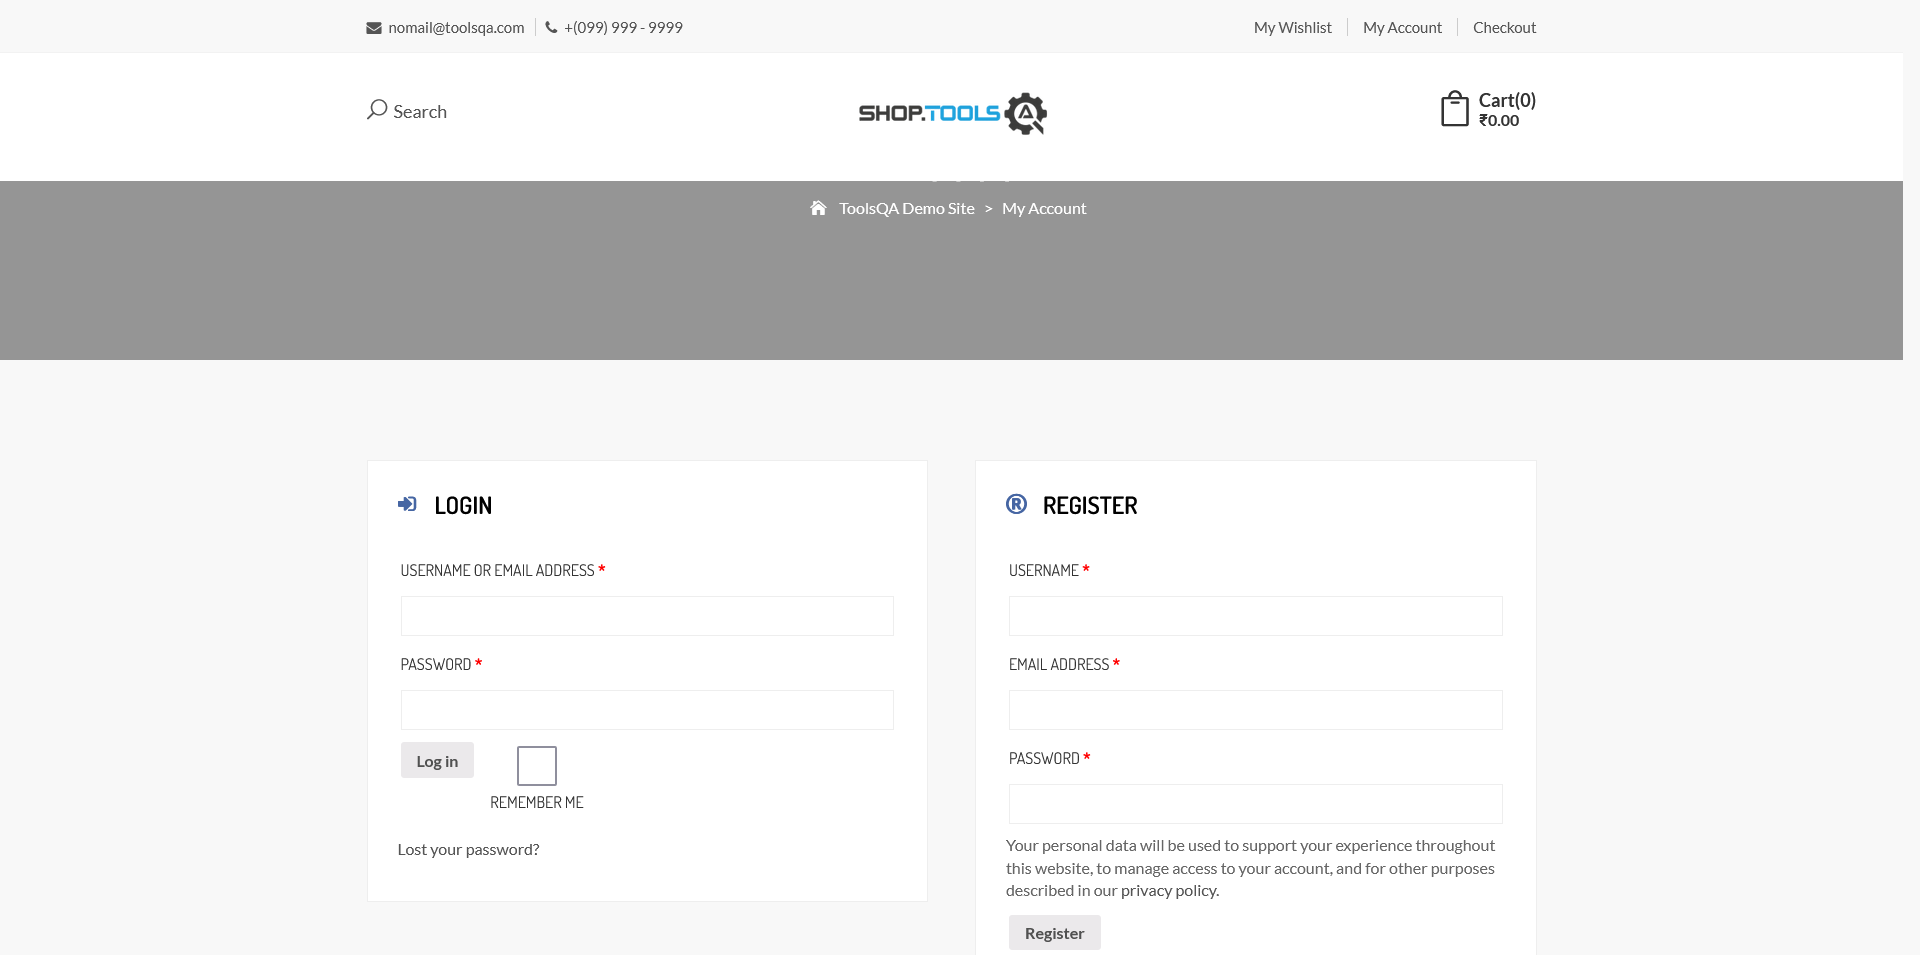 nomail@toolsqa.com
+(099) 999 - 9999
My Wishlist
My Account
Checkout
Search
SHOP.TOOLS
Cart(0)
₹0.00
ToolsQA Demo Site > My Account
LOGIN
USERNAME OR EMAIL ADDRESS *
PASSWORD *
Log in
REMEMBER ME
Lost your password?
REGISTER
USERNAME *
EMAIL ADDRESS *
PASSWORD *
Your personal data will be used to support your experience throughout
this website, to manage access to your account, and for other purposes
described in our privacy policy.
Register